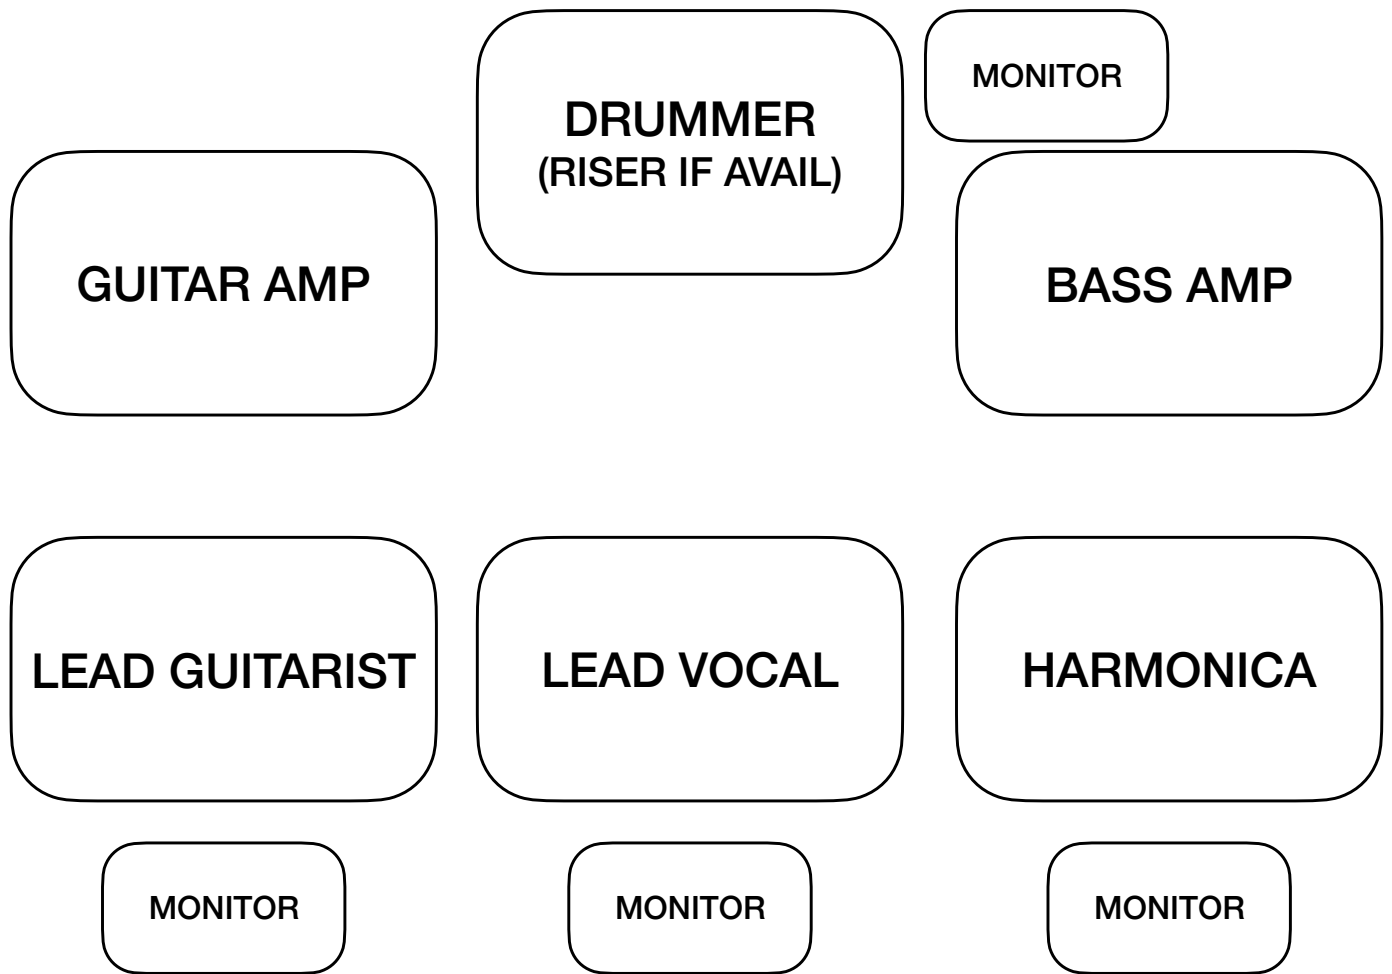 MONITOR
DRUMMER
(RISER IF AVAIL)
GUITAR AMP
BASS AMP
LEAD GUITARIST
LEAD VOCAL
HARMONICA
MONITOR
MONITOR
MONITOR